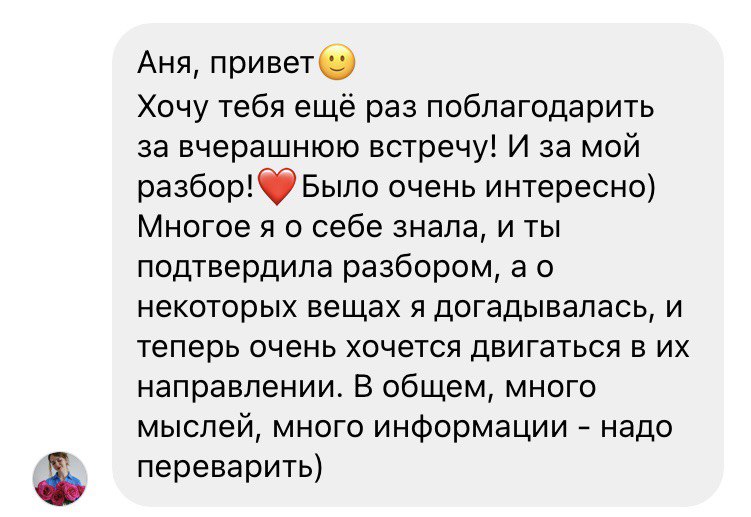 Аня, привет🙂
Хочу тебя ещё раз поблагодарить
за вчерашнюю встречу! И за мой
разбор!❤️Было очень интересно)
Многое я о себе знала, и ты
подтвердила разбором, а о
некоторых вещах я догадывалась, и
теперь очень хочется двигаться в их
направлении. В общем, много
мыслей, много информации - надо
переварить)